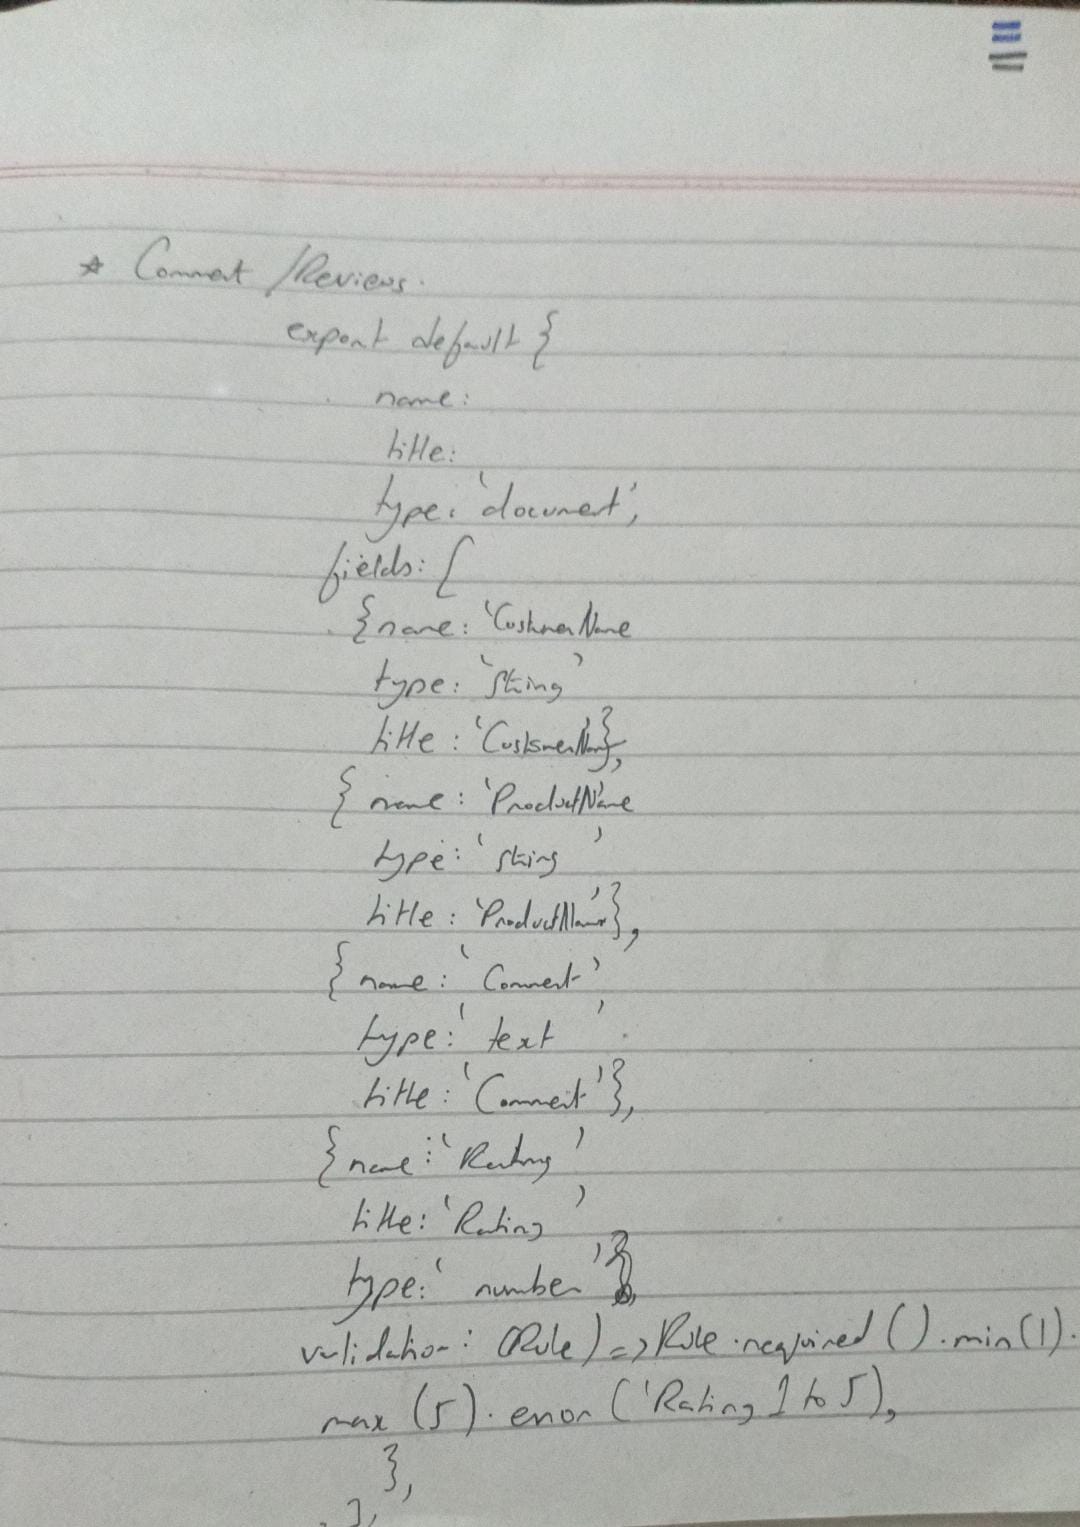 * Comment /Reviews.
export default {
name:
title:
type: 'document',
fields: [
{name: 'CustomerName
type: 'string'
title : 'CustomerName'},
{ name : 'ProductName
type: 'string'
title : 'ProductName'},
{ name : 'Comment'
type: 'text'
title : 'Comment'},
{ name : 'Rating'
title: 'Rating'
type: 'number'}
validation : (Rule) => Rule.required().min(1).
max (5). error ('Rating 1 to 5),
},
],